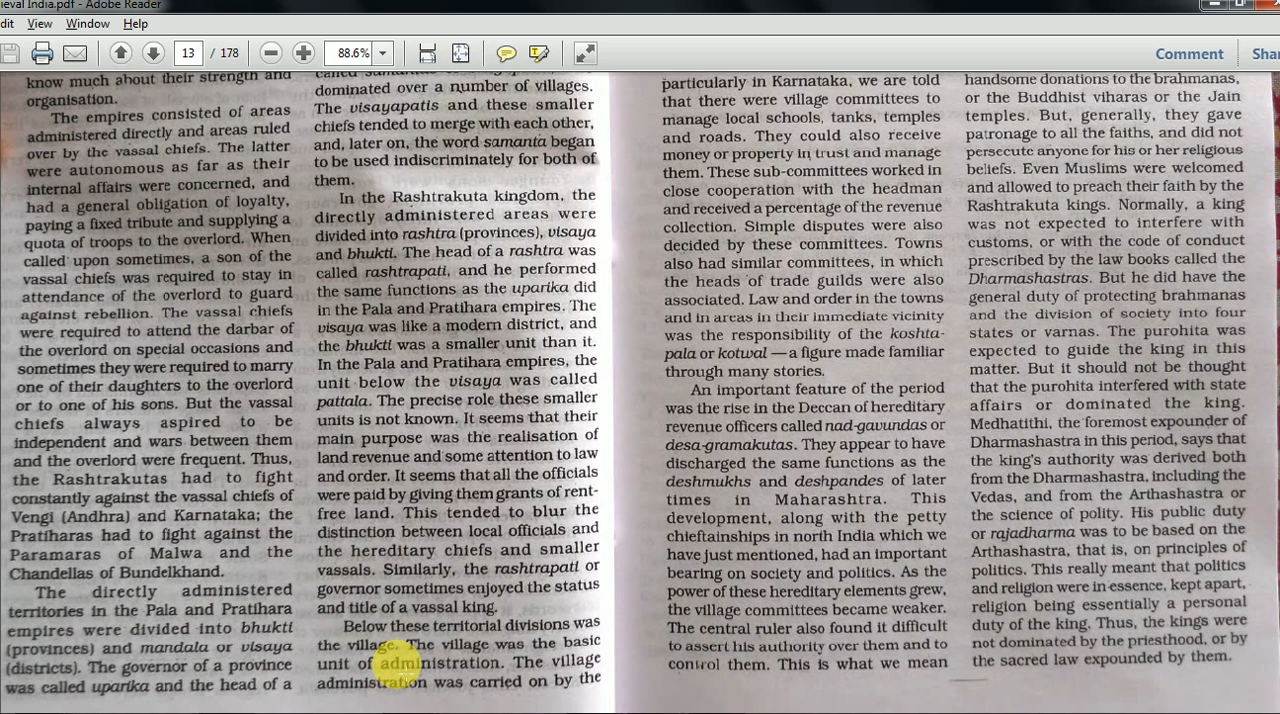 ieval India.pdf - Adobe Reader
dit View Window Help
13 / 178 88.6% Comment Sha
know much about their strength and
organisation.
The empires consisted of areas
administered directly and areas ruled
over by the vassal chiefs. The latter
were autonomous as far as their
internal affairs were concerned, and
had a general obligation of loyalty,
paying a fixed tribute and supplying a
quota of troops to the overlord. When
called upon sometimes, a son of the
vassal chiefs was required to stay in
attendance of the overlord to guard
against rebellion. The vassal chiefs
were required to attend the darbar of
the overlord on special occasions and
sometimes they were required to marry
one of their daughters to the overlord
or to one of his sons. But the vassal
chiefs always aspired to be
independent and wars between them
and the overlord were frequent. Thus,
the Rashtrakutas had to fight
constantly against the vassal chiefs of
Vengi (Andhra) and Karnataka; the
Pratiharas had to fight against the
Paramaras of Malwa and the
Chandellas of Bundelkhand.
The directly administered
territories in the Pala and Pratihara
empires were divided into bhukti
(provinces) and mandala or visaya
(districts). The governor of a province
was called uparika and the head of a
dominated over a number of villages.
The visayapatis and these smaller
chiefs tended to merge with each other,
and, later on, the word samanta began
to be used indiscriminately for both of
them.
In the Rashtrakuta kingdom, the
directly administered areas were
divided into rashtra (provinces), visaya
and bhukti. The head of a rashtra was
called rashtrapati, and he performed
the same functions as the uparika did
in the Pala and Pratihara empires. The
visaya was like a modern district, and
the bhukti was a smaller unit than it.
In the Pala and Pratihara empires, the
unit below the visaya was called
pattala. The precise role these smaller
units is not known. It seems that their
main purpose was the realisation of
land revenue and some attention to law
and order. It seems that all the officials
were paid by giving them grants of rent-
free land. This tended to blur the
distinction between local officials and
the hereditary chiefs and smaller
vassals. Similarly, the rashtrapati or
governor sometimes enjoyed the status
and title of a vassal king.
Below these territorial divisions was
the village. The village was the basic
unit of administration. The village
administration was carried on by the
particularly in Karnataka, we are told
that there were village committees to
manage local schools, tanks, temples
and roads. They could also receive
money or property in trust and manage
them. These sub-committees worked in
close cooperation with the headman
and received a percentage of the revenue
collection. Simple disputes were also
decided by these committees. Towns
also had similar committees, in which
the heads of trade guilds were also
associated. Law and order in the towns
and in areas in their immediate vicinity
was the responsibility of the koshta-
pala or kotwal — a figure made familiar
through many stories.
An important feature of the period
was the rise in the Deccan of hereditary
revenue officers called nad-gavundas or
desa-gramakutas. They appear to have
discharged the same functions as the
deshmukhs and deshpandes of later
times in Maharashtra. This
development, along with the petty
chieftainships in north India which we
have just mentioned, had an important
bearing on society and politics. As the
power of these hereditary elements grew,
the village committees became weaker.
The central ruler also found it difficult
to assert his authority over them and to
control them. This is what we mean
handsome donations to the brahmanas,
or the Buddhist viharas or the Jain
temples. But, generally, they gave
patronage to all the faiths, and did not
persecute anyone for his or her religious
beliefs. Even Muslims were welcomed
and allowed to preach their faith by the
Rashtrakuta kings. Normally, a king
was not expected to interfere with
customs, or with the code of conduct
prescribed by the law books called the
Dharmashastras. But he did have the
general duty of protecting brahmanas
and the division of society into four
states or varnas. The purohita was
expected to guide the king in this
matter. But it should not be thought
that the purohita interfered with state
affairs or dominated the king.
Medhatithi, the foremost expounder of
Dharmashastra in this period, says that
the king's authority was derived both
from the Dharmashastra, including the
Vedas, and from the Arthashastra or
the science of polity. His public duty
or rajadharma was to be based on the
Arthashastra, that is, on principles of
politics. This really meant that politics
and religion were in essence, kept apart,
religion being essentially a personal
duty of the king. Thus, the kings were
not dominated by the priesthood, or by
the sacred law expounded by them.